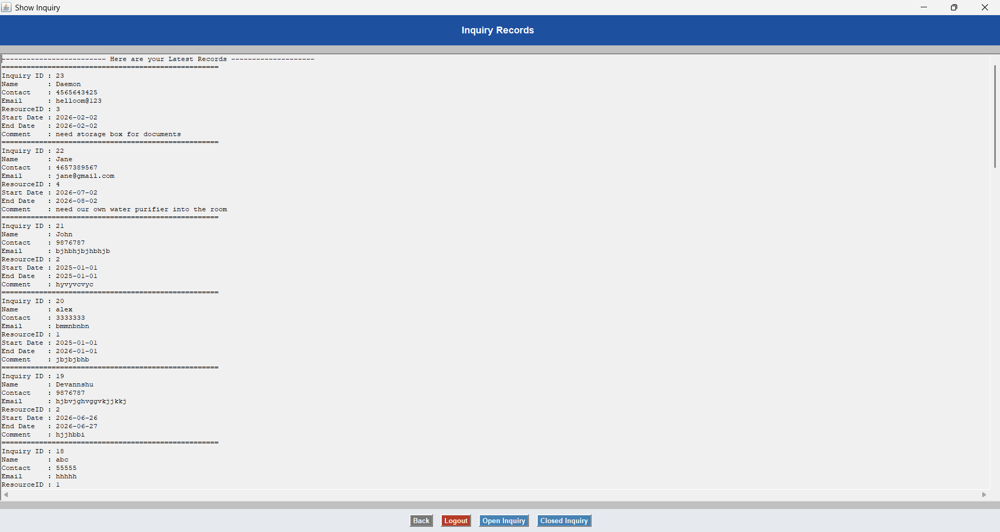 Show Inquiry
Inquiry Records
------------------------- Here are your Latest Records --------------------
====================================================
Inquiry ID : 23
Name       : Daemon
Contact    : 4565643425
Email      : helloom@123
ResourceID : 3
Start Date : 2026-02-02
End Date   : 2026-02-02
Comment    : need storage box for documents
====================================================
Inquiry ID : 22
Name       : Jane
Contact    : 4657389567
Email      : jane@gmail.com
ResourceID : 4
Start Date : 2026-07-02
End Date   : 2026-08-02
Comment    : need our own water purifier into the room
====================================================
Inquiry ID : 21
Name       : John
Contact    : 9876787
Email      : bjhbhjbjhbhjb
ResourceID : 2
Start Date : 2025-01-01
End Date   : 2025-01-01
Comment    : hyvyvcvyc
====================================================
Inquiry ID : 20
Name       : alex
Contact    : 3333333
Email      : bmmnbnbn
ResourceID : 1
Start Date : 2025-01-01
End Date   : 2026-01-01
Comment    : jbjbjbhb
====================================================
Inquiry ID : 19
Name       : Devannshu
Contact    : 9876787
Email      : hjbvjghvggvkjjkkj
ResourceID : 2
Start Date : 2026-06-26
End Date   : 2026-06-27
Comment    : hjjhbbi
====================================================
Inquiry ID : 18
Name       : abc
Contact    : 55555
Email      : hhhhh
ResourceID : 1
Back Logout Open Inquiry Closed Inquiry